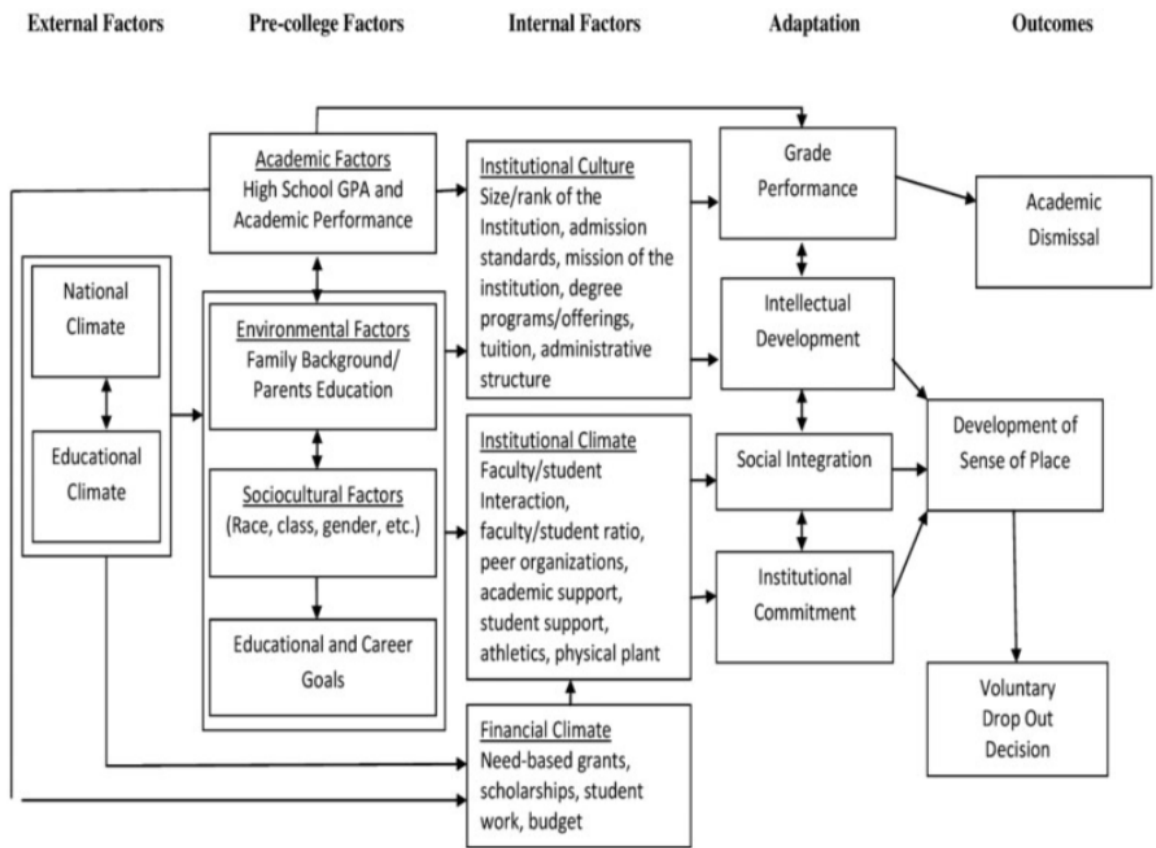 External Factors
Pre-college Factors
Internal Factors
Adaptation
Outcomes
National
Climate
Educational
Climate
Academic Factors
High School GPA and
Academic Performance
Environmental Factors
Family Background/
Parents Education
Sociocultural Factors
(Race, class, gender, etc.)
Educational and Career
Goals
Institutional Culture
Size/rank of the
Institution, admission
standards, mission of the
institution, degree
programs/offerings,
tuition, administrative
structure
Institutional Climate
Faculty/student
Interaction,
faculty/student ratio,
peer organizations,
academic support,
student support,
athletics, physical plant
Financial Climate
Need-based grants,
scholarships, student
work, budget
Grade
Performance
Intellectual
Development
Social Integration
Institutional
Commitment
Academic
Dismissal
Development of
Sense of Place
Voluntary
Drop Out
Decision